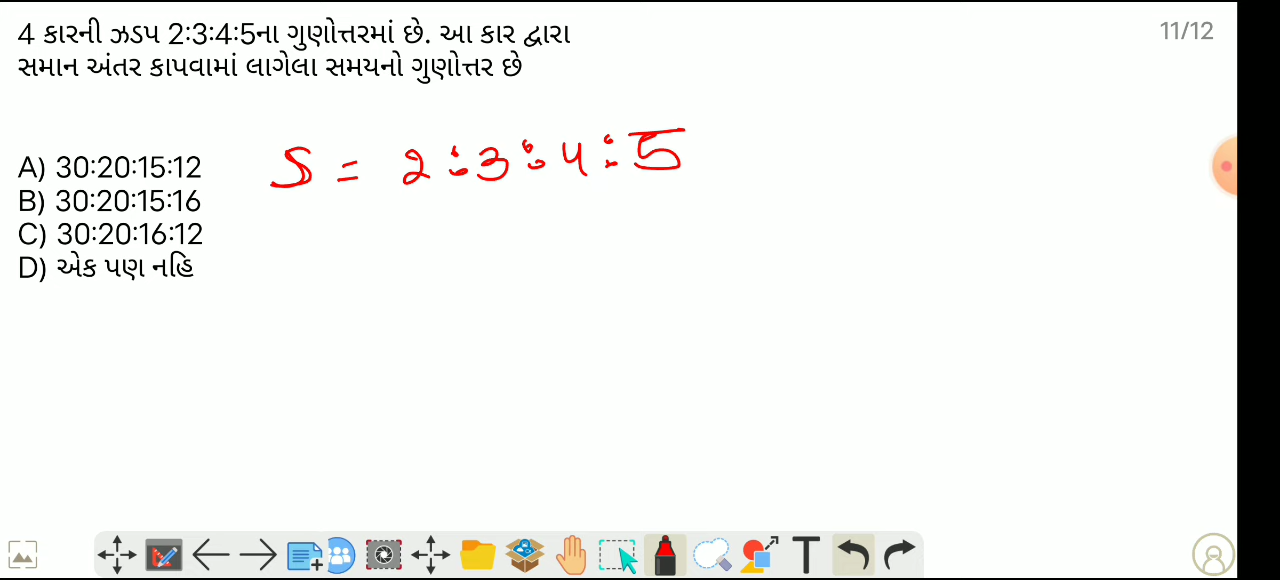 4 કારની ઝડપ 2:3:4:5ના ગુણોત્તરમાં છે. આ કાર દ્વારા
સમાન અંતર કાપવામાં લાગેલા સમયનો ગુણોત્તર છે
11/12
S = 2:3:4:5
A) 30:20:15:12
B) 30:20:15:16
C) 30:20:16:12
D) એક પણ નહિ
T